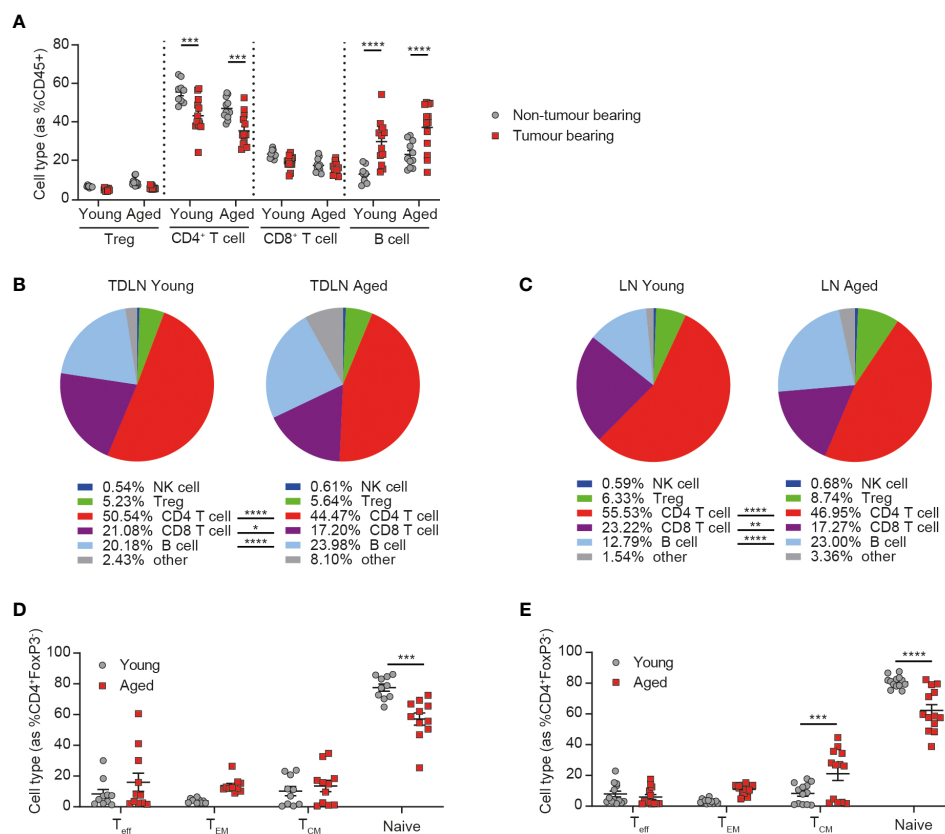 A
Cell type (as %CD45+)
80
60
40
20
0
***
***
****
****
Young Aged Young Aged Young Aged Young Aged
Treg CD4⁺ T cell CD8⁺ T cell B cell
Non-tumour bearing
Tumour bearing
B
TDLN Young TDLN Aged
0.54% NK cell 0.61% NK cell
5.23% Treg 5.64% Treg
50.54% CD4 T cell **** 44.47% CD4 T cell
21.08% CD8 T cell * 17.20% CD8 T cell
20.18% B cell **** 23.98% B cell
2.43% other 8.10% other
C
LN Young LN Aged
0.59% NK cell 0.68% NK cell
6.33% Treg 8.74% Treg
55.53% CD4 T cell **** 46.95% CD4 T cell
23.22% CD8 T cell ** 17.27% CD8 T cell
12.79% B cell **** 23.00% B cell
1.54% other 3.36% other
D
Cell type (as %CD4⁺FoxP3⁻)
100
80
60
40
20
0
Young
Aged
***
Teff TEM TCM Naive
E
Cell type (as %CD4⁺FoxP3⁻)
100
80
60
40
20
0
Young
Aged
***
****
Teff TEM TCM Naive